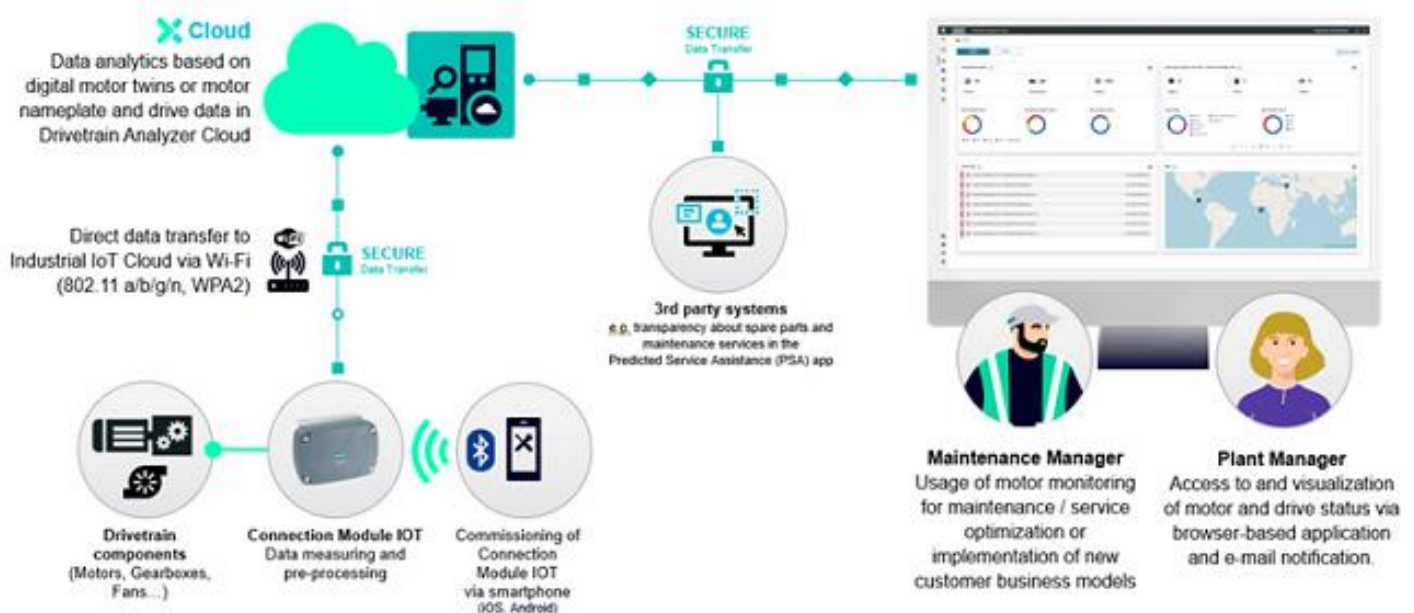 Cloud
Data analytics based on
digital motor twins or motor
nameplate and drive data in
Drivetrain Analyzer Cloud
SECURE
Data Transfer
Direct data transfer to
Industrial IoT Cloud via Wi-Fi
(802.11 a/b/g/n, WPA2)
SECURE
Data Transfer
3rd party systems
e.g. transparency about spare parts and
maintenance services in the
Predicted Service Assistance (PSA) app
Drivetrain
components
(Motors, Gearboxes,
Fans…)
Connection Module IOT
Data measuring and
pre-processing
Commissioning of
Connection
Module IOT
via smartphone
(iOS, Android)
Maintenance Manager
Usage of motor monitoring
for maintenance / service
optimization or
implementation of new
customer business models
Plant Manager
Access to and visualization
of motor and drive status via
browser-based application
and e-mail notification.